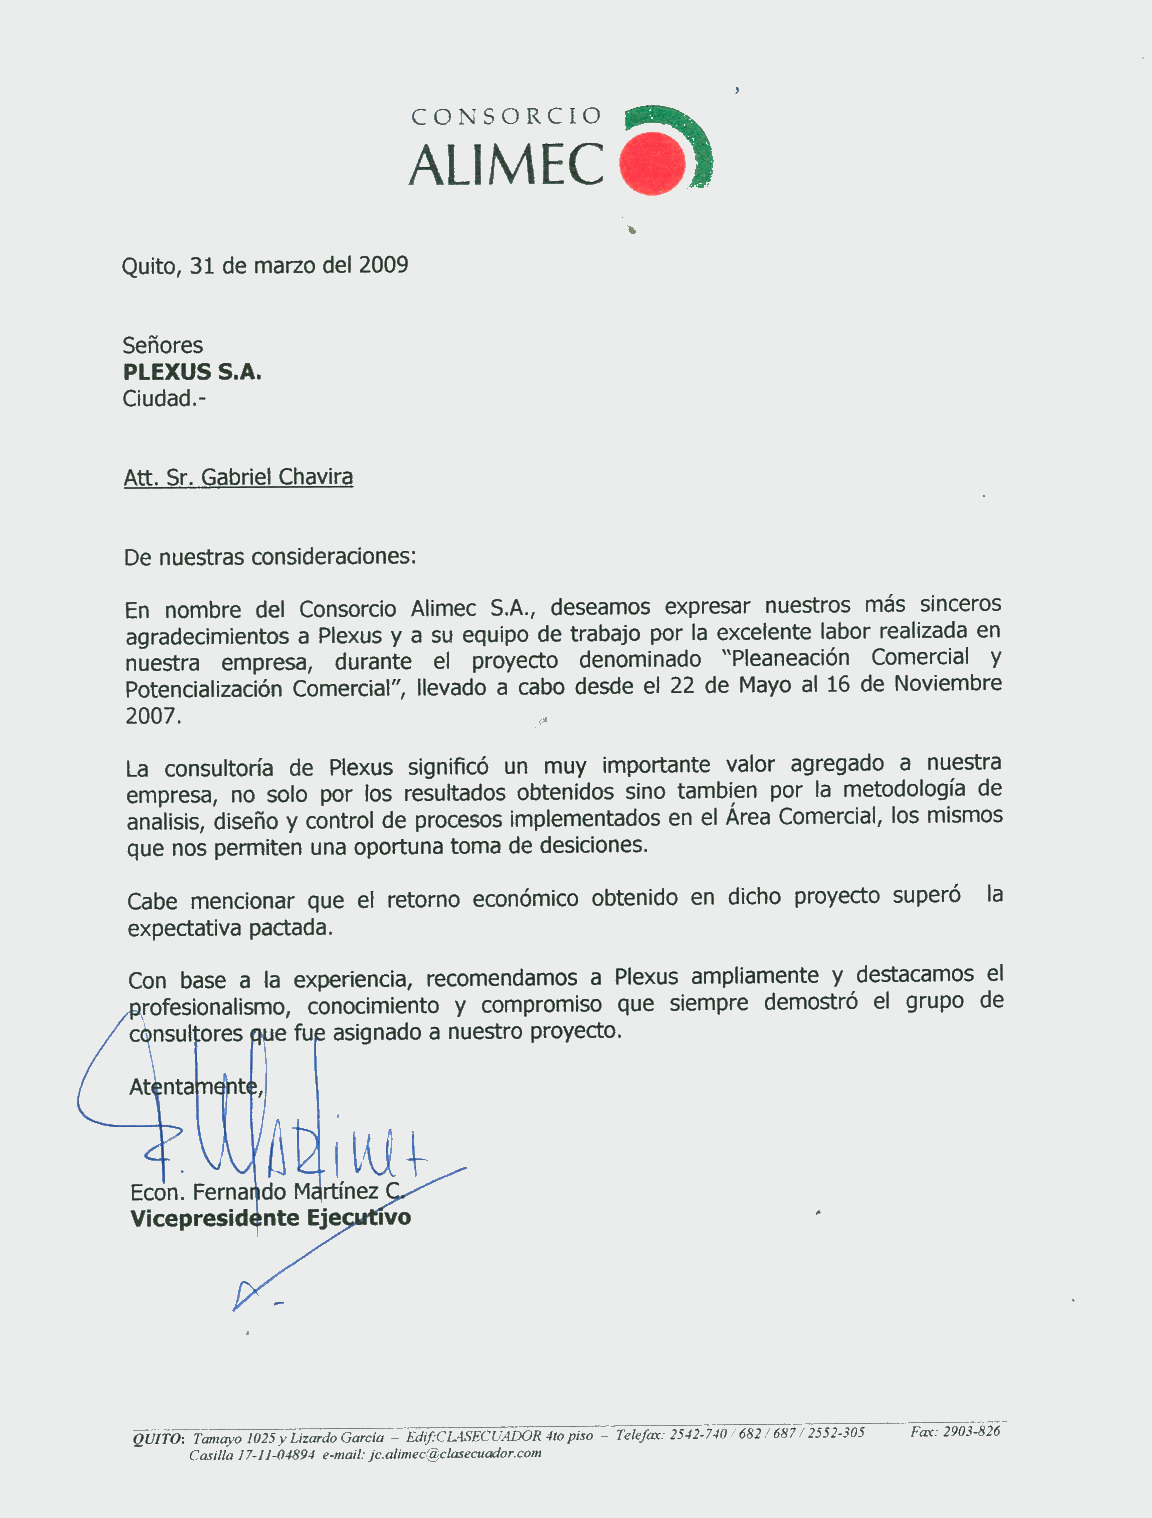 CONSORCIO
ALIMEC
Quito, 31 de marzo del 2009
Señores
PLEXUS S.A.
Ciudad.-
Att. Sr. Gabriel Chavira
De nuestras consideraciones:
En nombre del Consorcio Alimec S.A., deseamos expresar nuestros más sinceros
agradecimientos a Plexus y a su equipo de trabajo por la excelente labor realizada en
nuestra empresa, durante el proyecto denominado "Pleaneación Comercial y
Potencialización Comercial", llevado a cabo desde el 22 de Mayo al 16 de Noviembre
2007.
La consultoría de Plexus significó un muy importante valor agregado a nuestra
empresa, no solo por los resultados obtenidos sino tambien por la metodología de
analisis, diseño y control de procesos implementados en el Área Comercial, los mismos
que nos permiten una oportuna toma de desiciones.
Cabe mencionar que el retorno económico obtenido en dicho proyecto superó la
expectativa pactada.
Con base a la experiencia, recomendamos a Plexus ampliamente y destacamos el
profesionalismo, conocimiento y compromiso que siempre demostró el grupo de
consultores que fue asignado a nuestro proyecto.
Atentamente,
F. Martínez
Econ. Fernando Martínez C.
Vicepresidente Ejecutivo
QUITO: Tamayo 1025 y Lizardo García – Edif:CLASECUADOR 4to piso – Telefax: 2542-740 / 682 / 687 / 2552-305 Fax: 2903-826
Casilla 17-11-04894 e-mail: jc.alimec@clasecuador.com